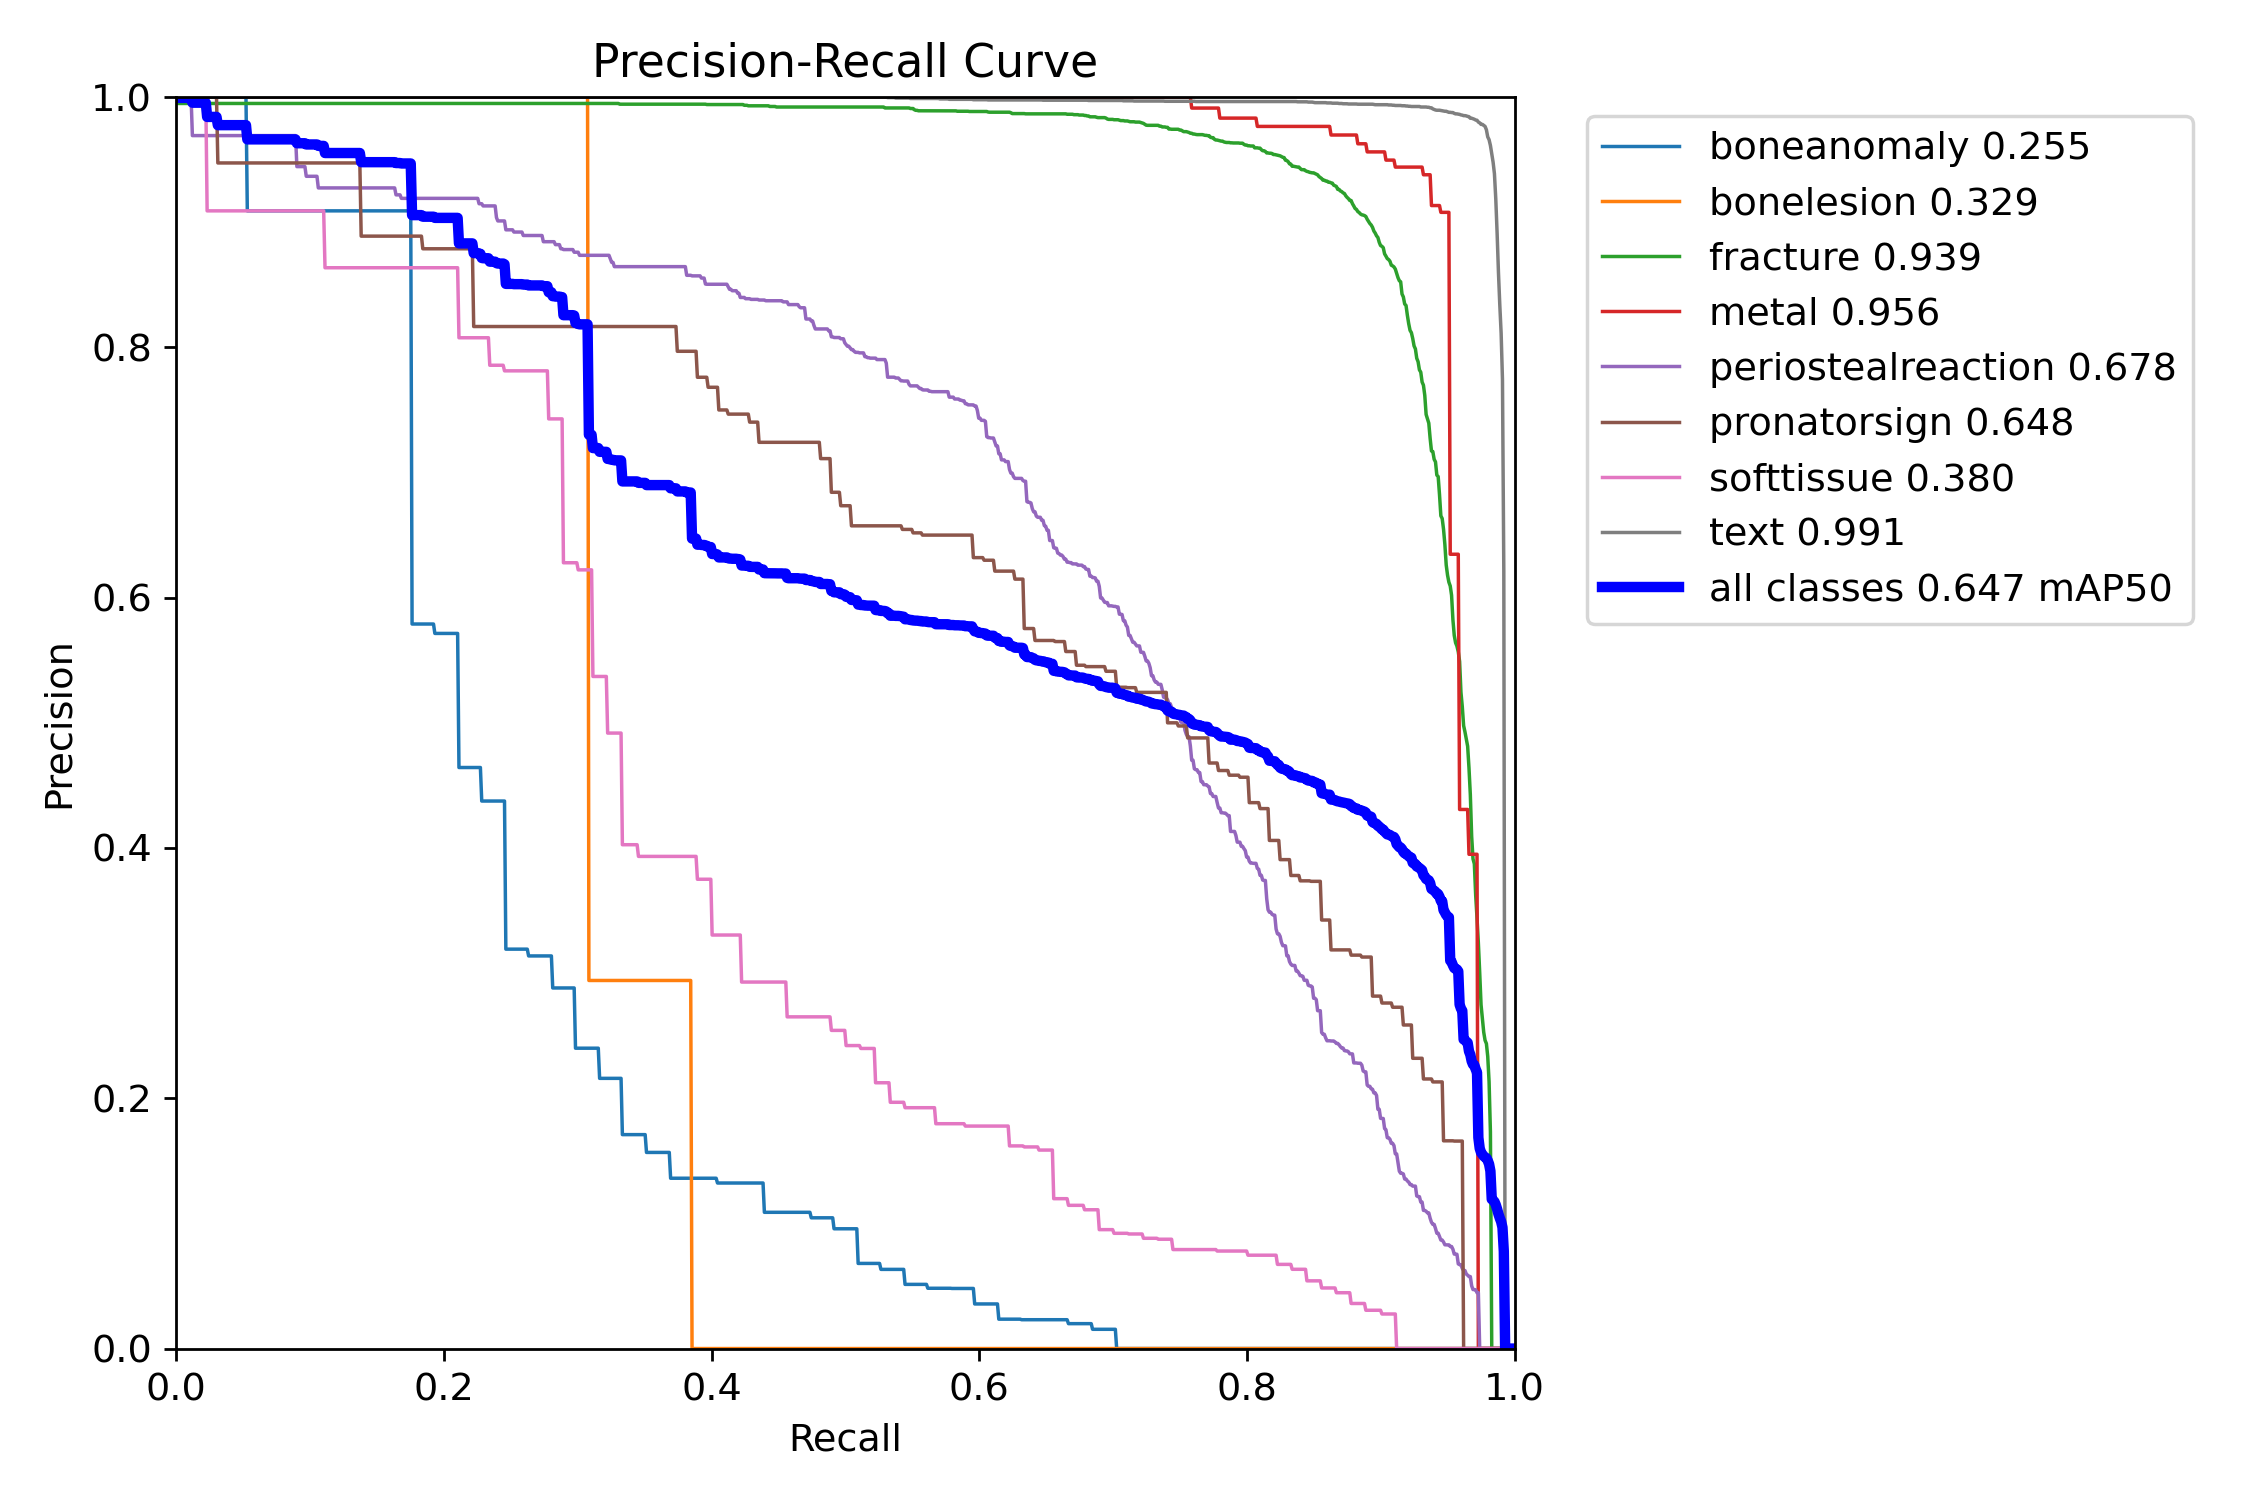 Precision-Recall Curve
1.0
0.8
0.6
0.4
0.2
0.0
Precision
0.0 0.2 0.4 0.6 0.8 1.0
Recall
boneanomaly 0.255
bonelesion 0.329
fracture 0.939
metal 0.956
periostealreaction 0.678
pronatorsign 0.648
softtissue 0.380
text 0.991
all classes 0.647 mAP50